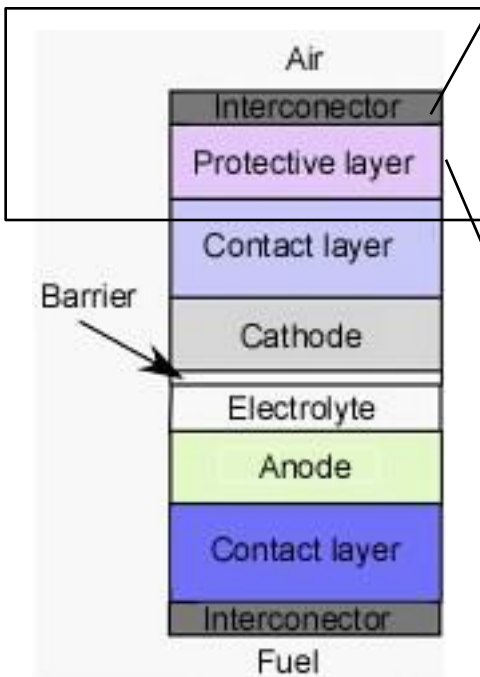 Air
Interconector
Protective layer
Contact layer
Barrier
Cathode
Electrolyte
Anode
Contact layer
Interconector
Fuel